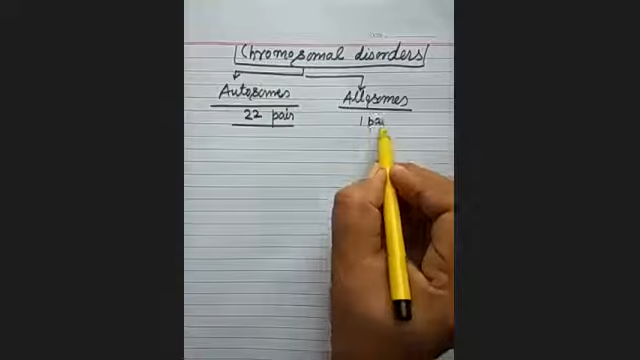 Chromosomal disorders
Autosomes Allosomes
22 pair 1 pai